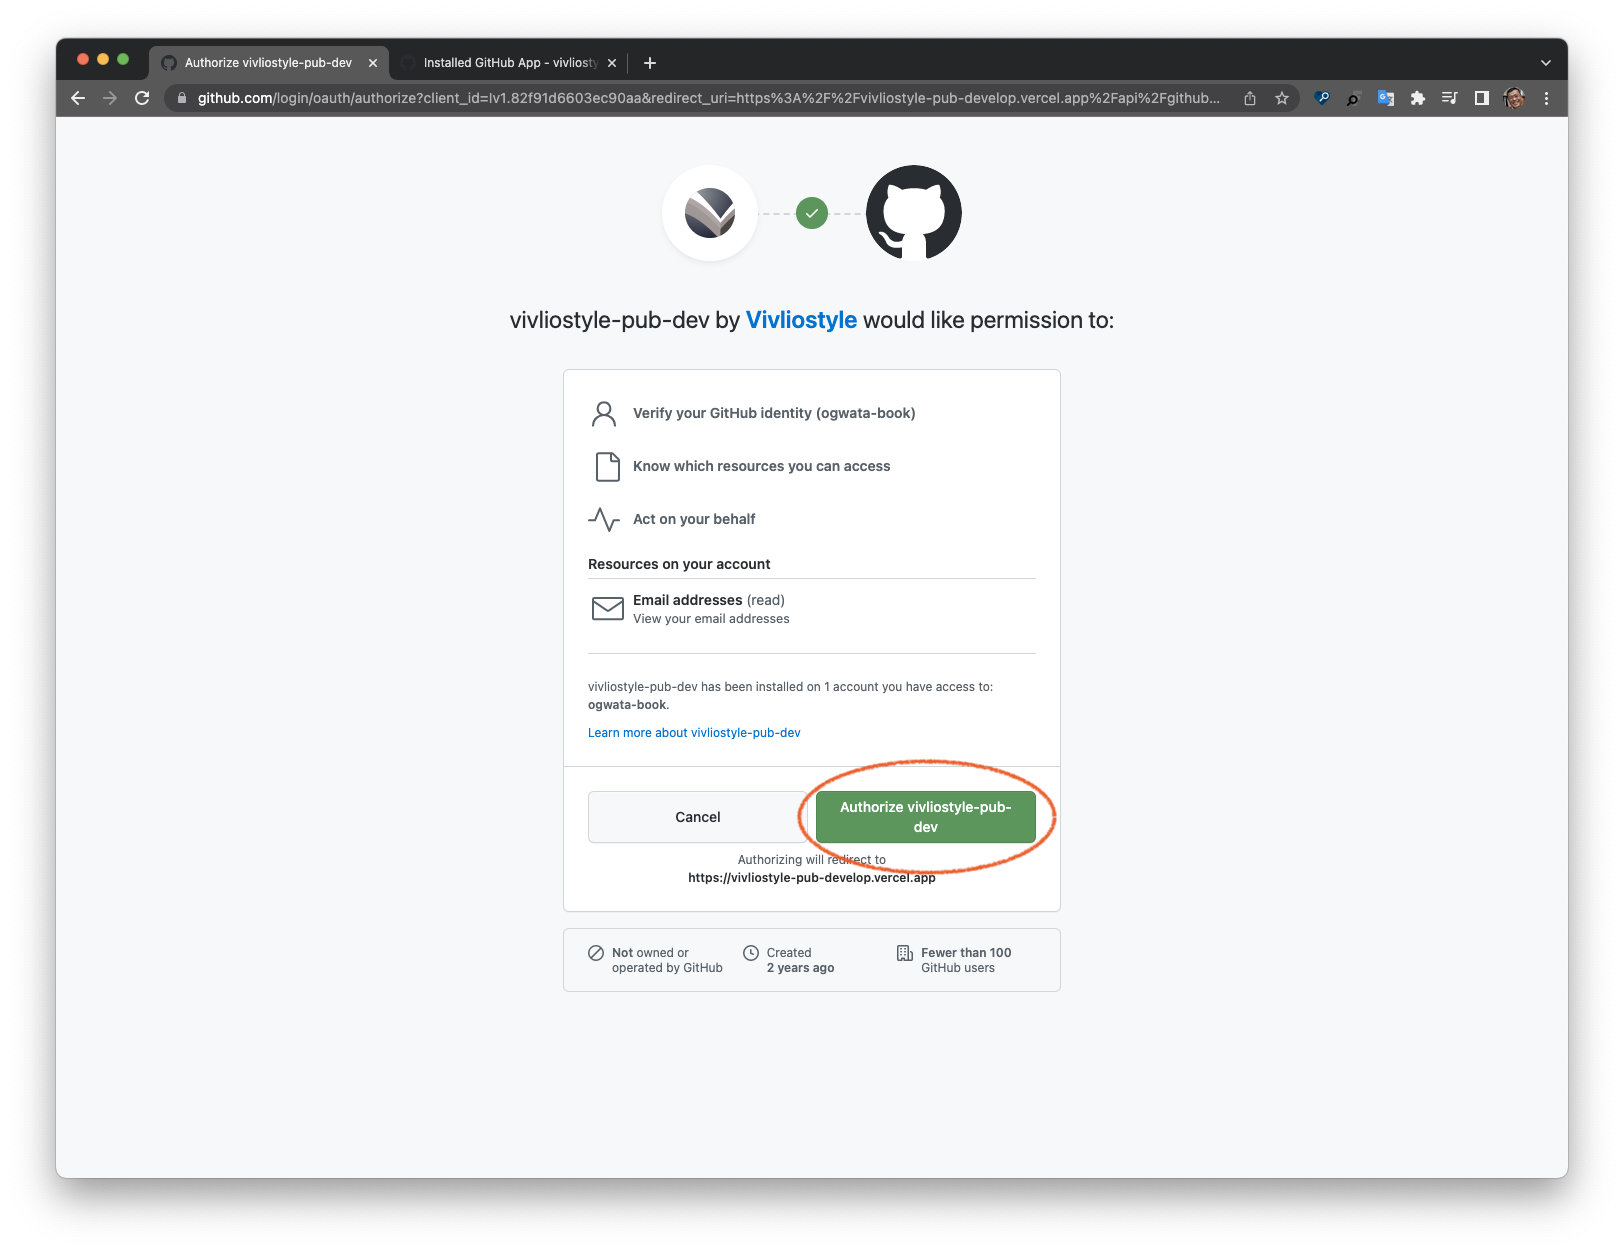 Authorize vivliostyle-pub-dev
Installed GitHub App - vivliosty
github.com/login/oauth/authorize?client_id=lv1.82f91d6603ec90aa&redirect_uri=https%3A%2F%2Fvivliostyle-pub-develop.vercel.app%2Fapi%2Fgithub...
vivliostyle-pub-dev by Vivliostyle would like permission to:
Verify your GitHub identity (ogwata-book)
Know which resources you can access
Act on your behalf
Resources on your account
Email addresses (read)
View your email addresses
vivliostyle-pub-dev has been installed on 1 account you have access to:
ogwata-book.
Learn more about vivliostyle-pub-dev
Cancel
Authorize vivliostyle-pub-
dev
Authorizing will redirect to
https://vivliostyle-pub-develop.vercel.app
Not owned or
operated by GitHub
Created
2 years ago
Fewer than 100
GitHub users